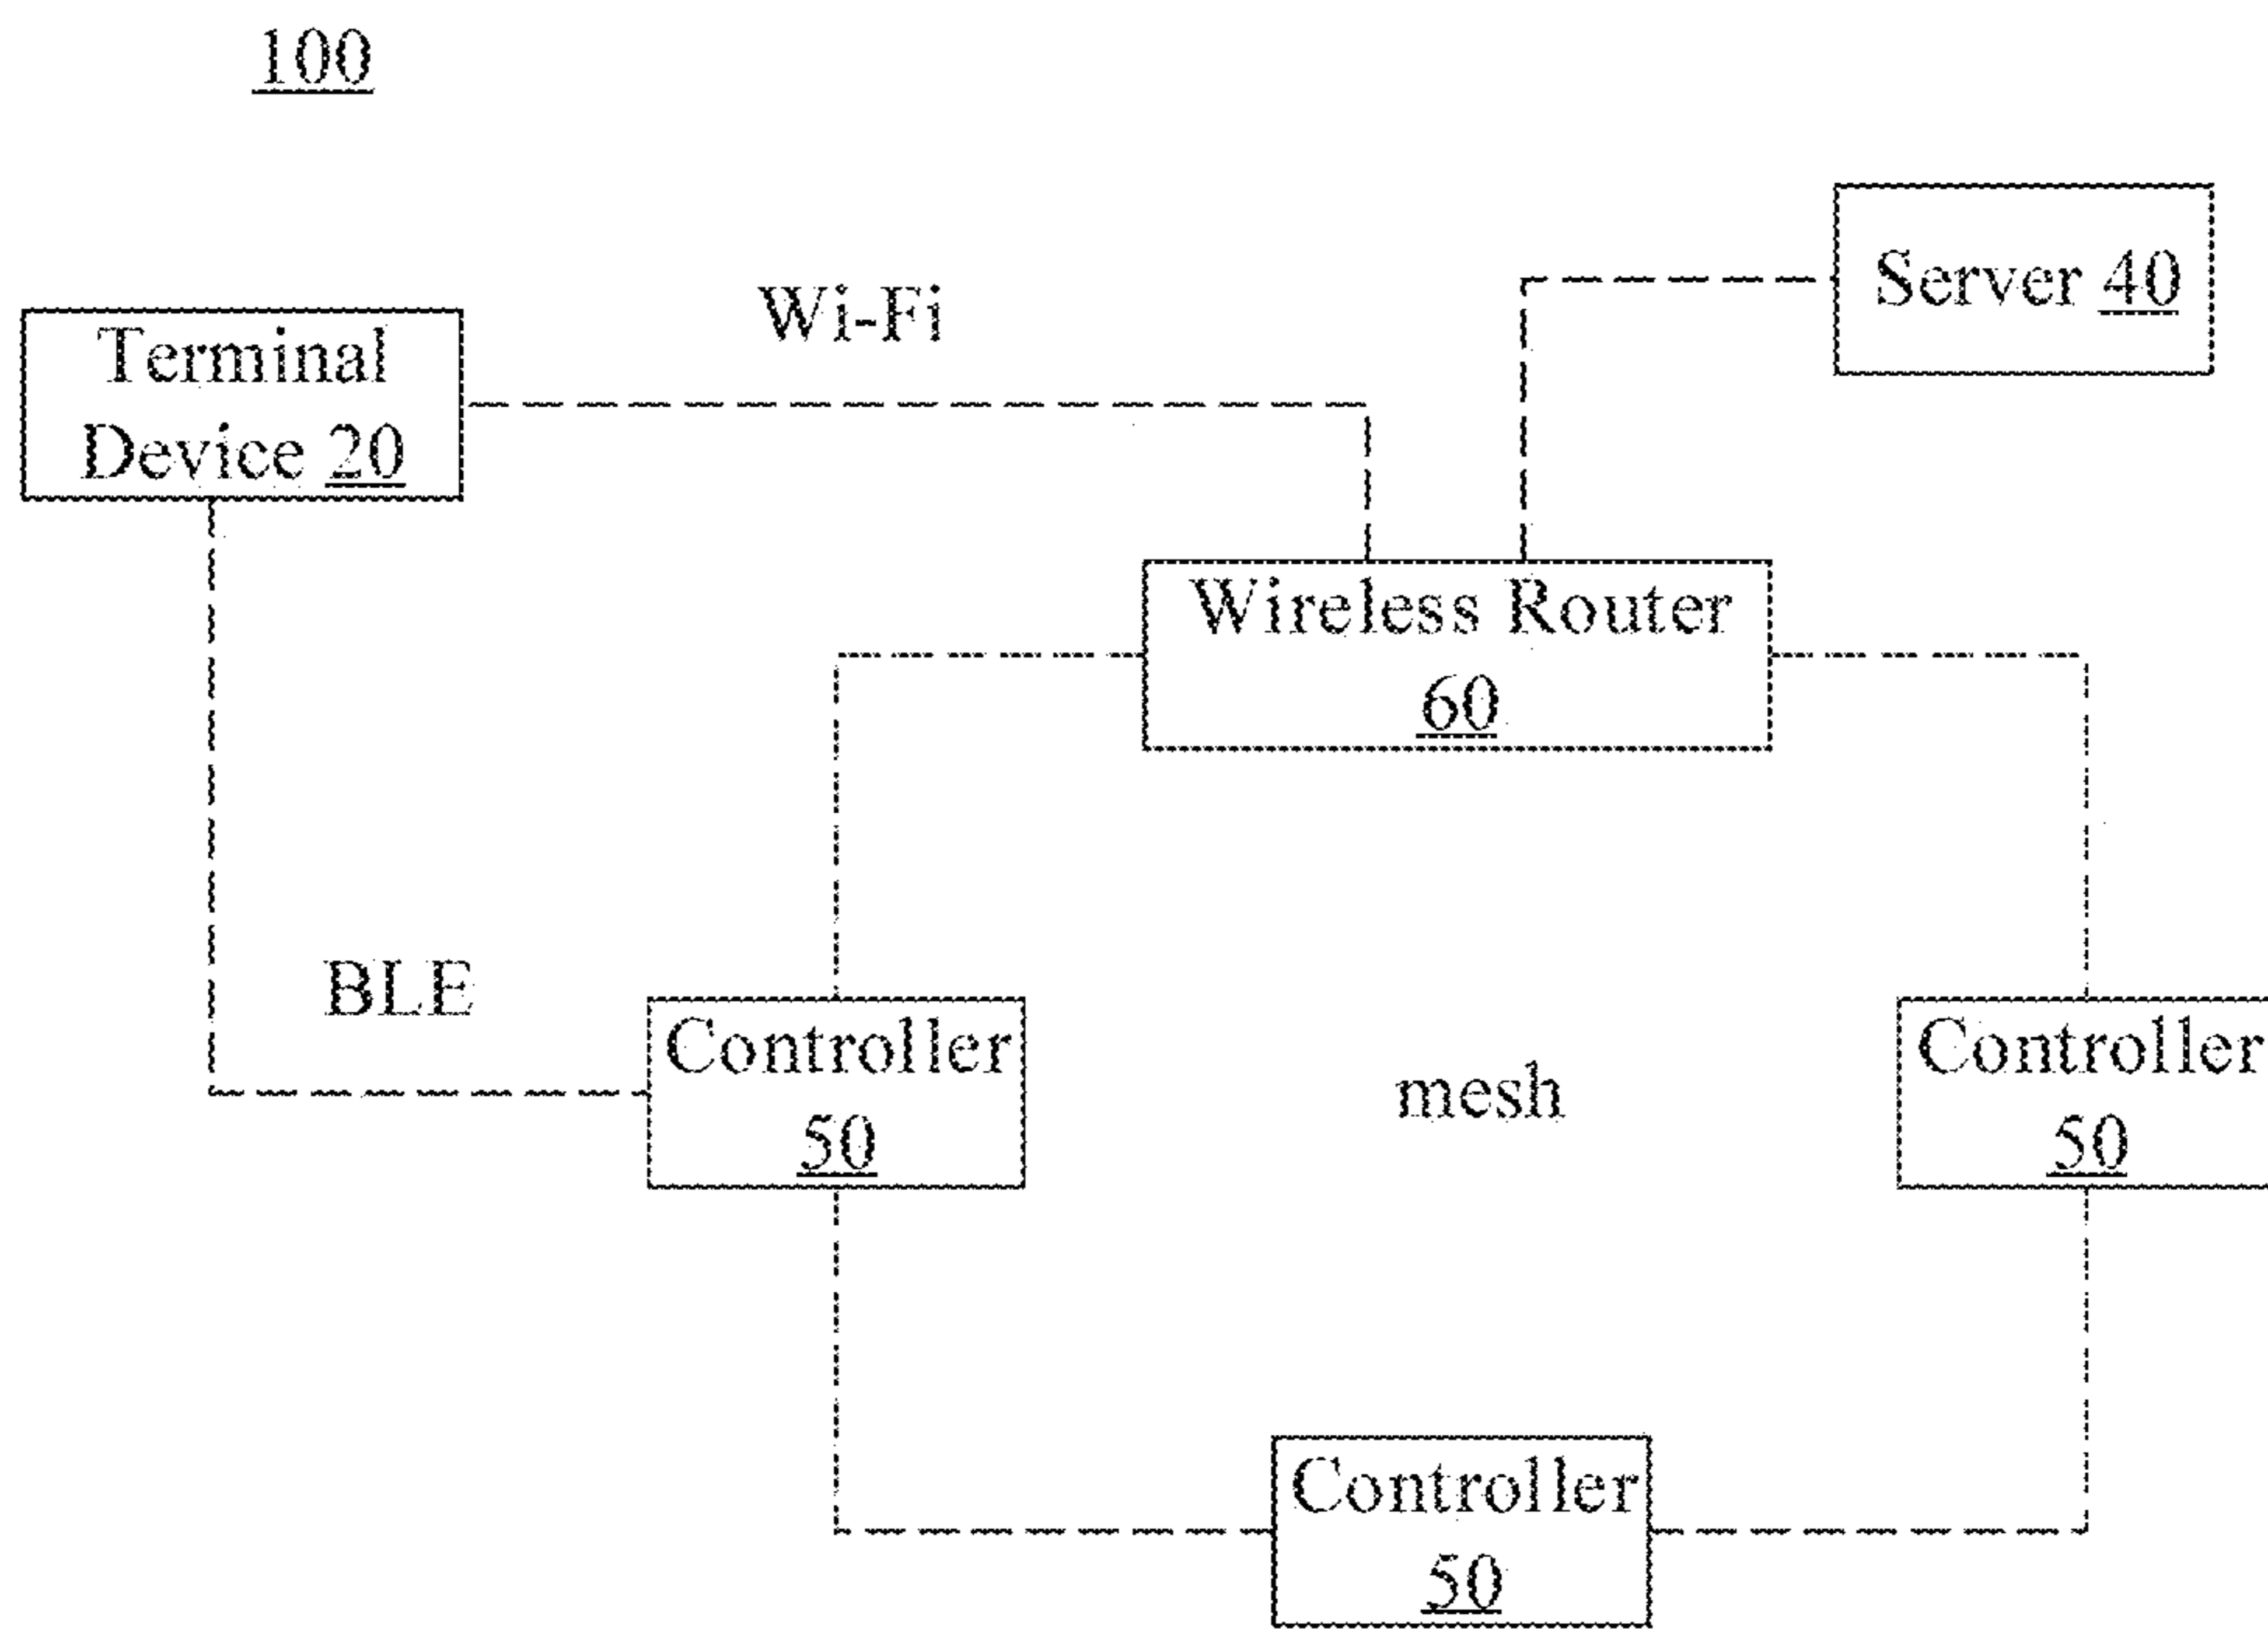 100
Server 40
Wi-Fi
Terminal
Device 20
Wireless Router
60
BLE
Controller
50
mesh
Controller
50
Controller
50